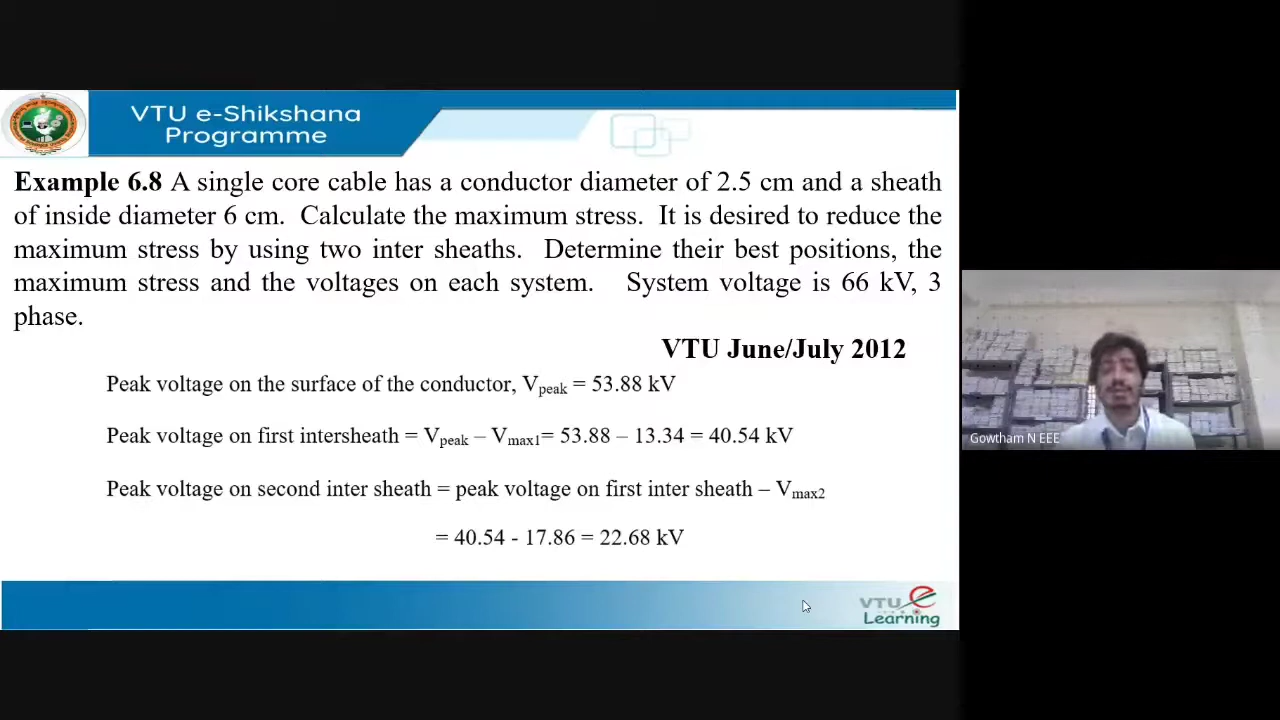 VTU e-Shikshana
Programme
Example 6.8 A single core cable has a conductor diameter of 2.5 cm and a sheath
of inside diameter 6 cm. Calculate the maximum stress. It is desired to reduce the
maximum stress by using two inter sheaths. Determine their best positions, the
maximum stress and the voltages on each system. System voltage is 66 kV, 3
phase.
VTU June/July 2012
Peak voltage on the surface of the conductor, Vpeak = 53.88 kV
Peak voltage on first intersheath = Vpeak – Vmax1= 53.88 – 13.34 = 40.54 kV
Peak voltage on second inter sheath = peak voltage on first inter sheath – Vmax2
= 40.54 - 17.86 = 22.68 kV
Gowtham N EEE
VTU e
Learning